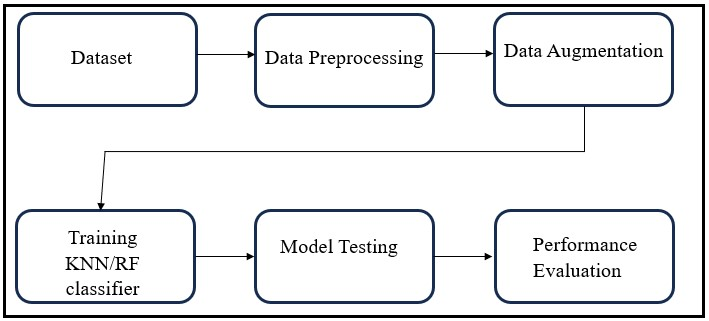 Dataset
Data Preprocessing
Data Augmentation
Training
KNN/RF
classifier
Model Testing
Performance
Evaluation